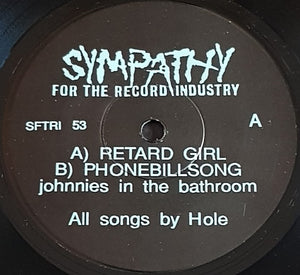 SYMPATHY
FOR THE RECORD INDUSTRY
SFTRI 53
A
A) RETARD GIRL
B) PHONEBILLSONG
johnnies in the bathroom
All songs by Hole